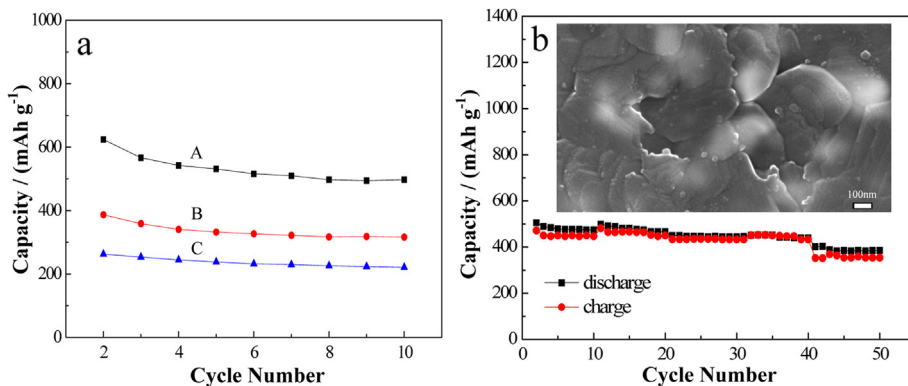 a
1000
800
600
400
200
0
Capacity / (mAh g⁻¹)
A
B
C
2
4
6
8
10
Cycle Number
b
1400
1200
1000
800
600
400
200
0
Capacity / (mAh g⁻¹)
100nm
discharge
charge
0
10
20
30
40
50
Cycle Number